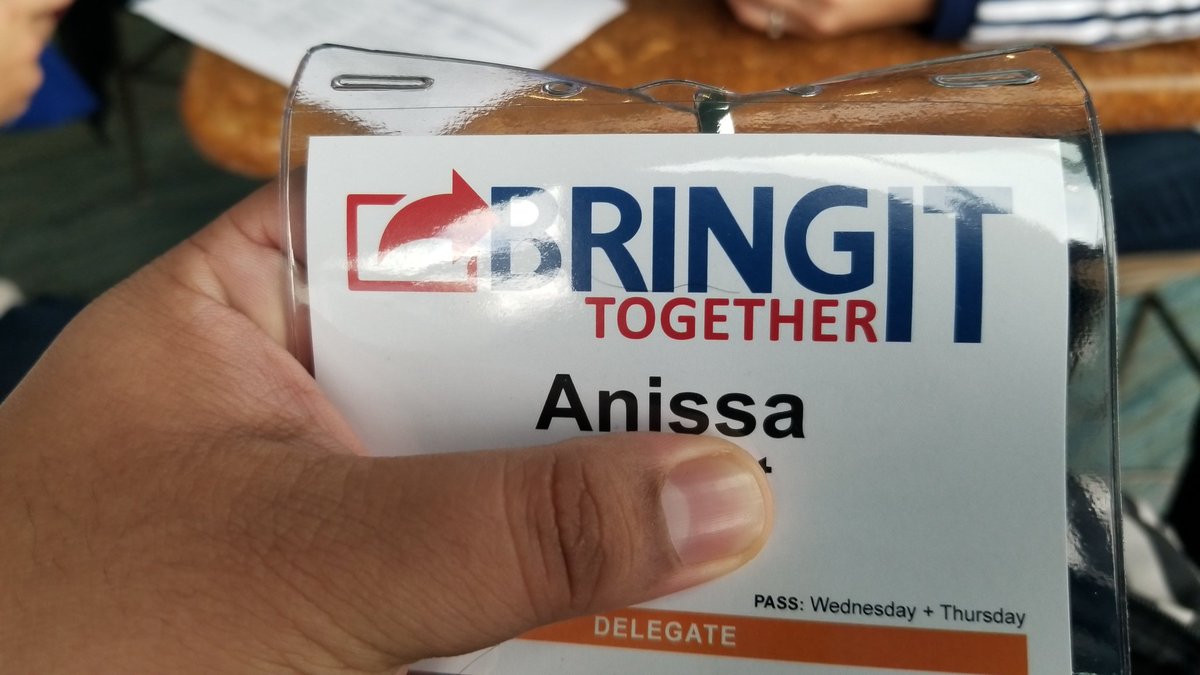 BRINGIT
TOGETHER
Anissa
PASS: Wednesday + Thursday
DELEGATE